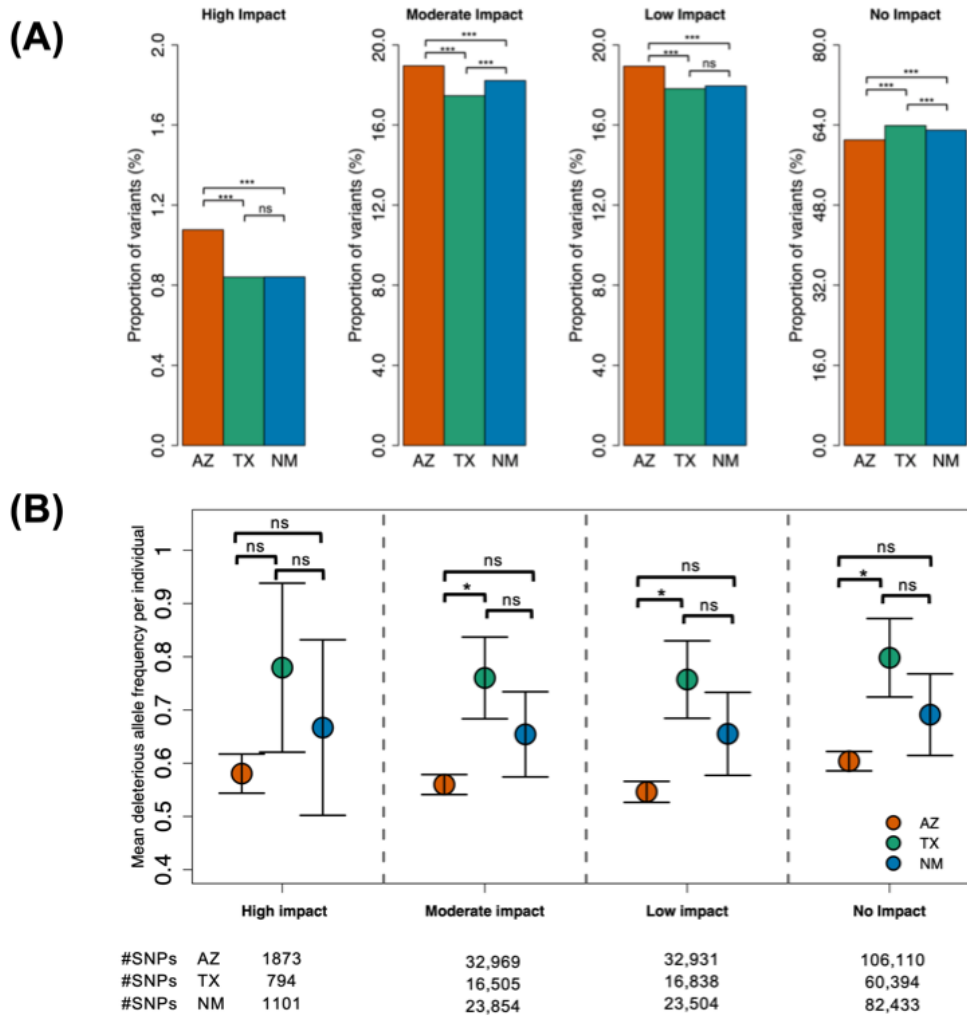 (A)
High Impact Moderate Impact Low Impact No Impact
Proportion of variants (%)
0.0 0.4 0.8 1.2 1.6 2.0
*** *** ns
AZ TX NM
Proportion of variants (%)
0.0 4.0 8.0 12.0 16.0 20.0
*** *** ***
AZ TX NM
Proportion of variants (%)
0.0 4.0 8.0 12.0 16.0 20.0
*** *** ns
AZ TX NM
Proportion of variants (%)
0.0 16.0 32.0 48.0 64.0 80.0
*** *** ***
AZ TX NM
(B)
Mean deleterious allele frequency per individual
0.4 0.5 0.6 0.7 0.8 0.9 1
ns ns ns
ns * ns
ns * ns
ns * ns
AZ
TX
NM
High impact Moderate impact Low impact No Impact
#SNPs AZ 1873 32,969 32,931 106,110
#SNPs TX 794 16,505 16,838 60,394
#SNPs NM 1101 23,854 23,504 82,433